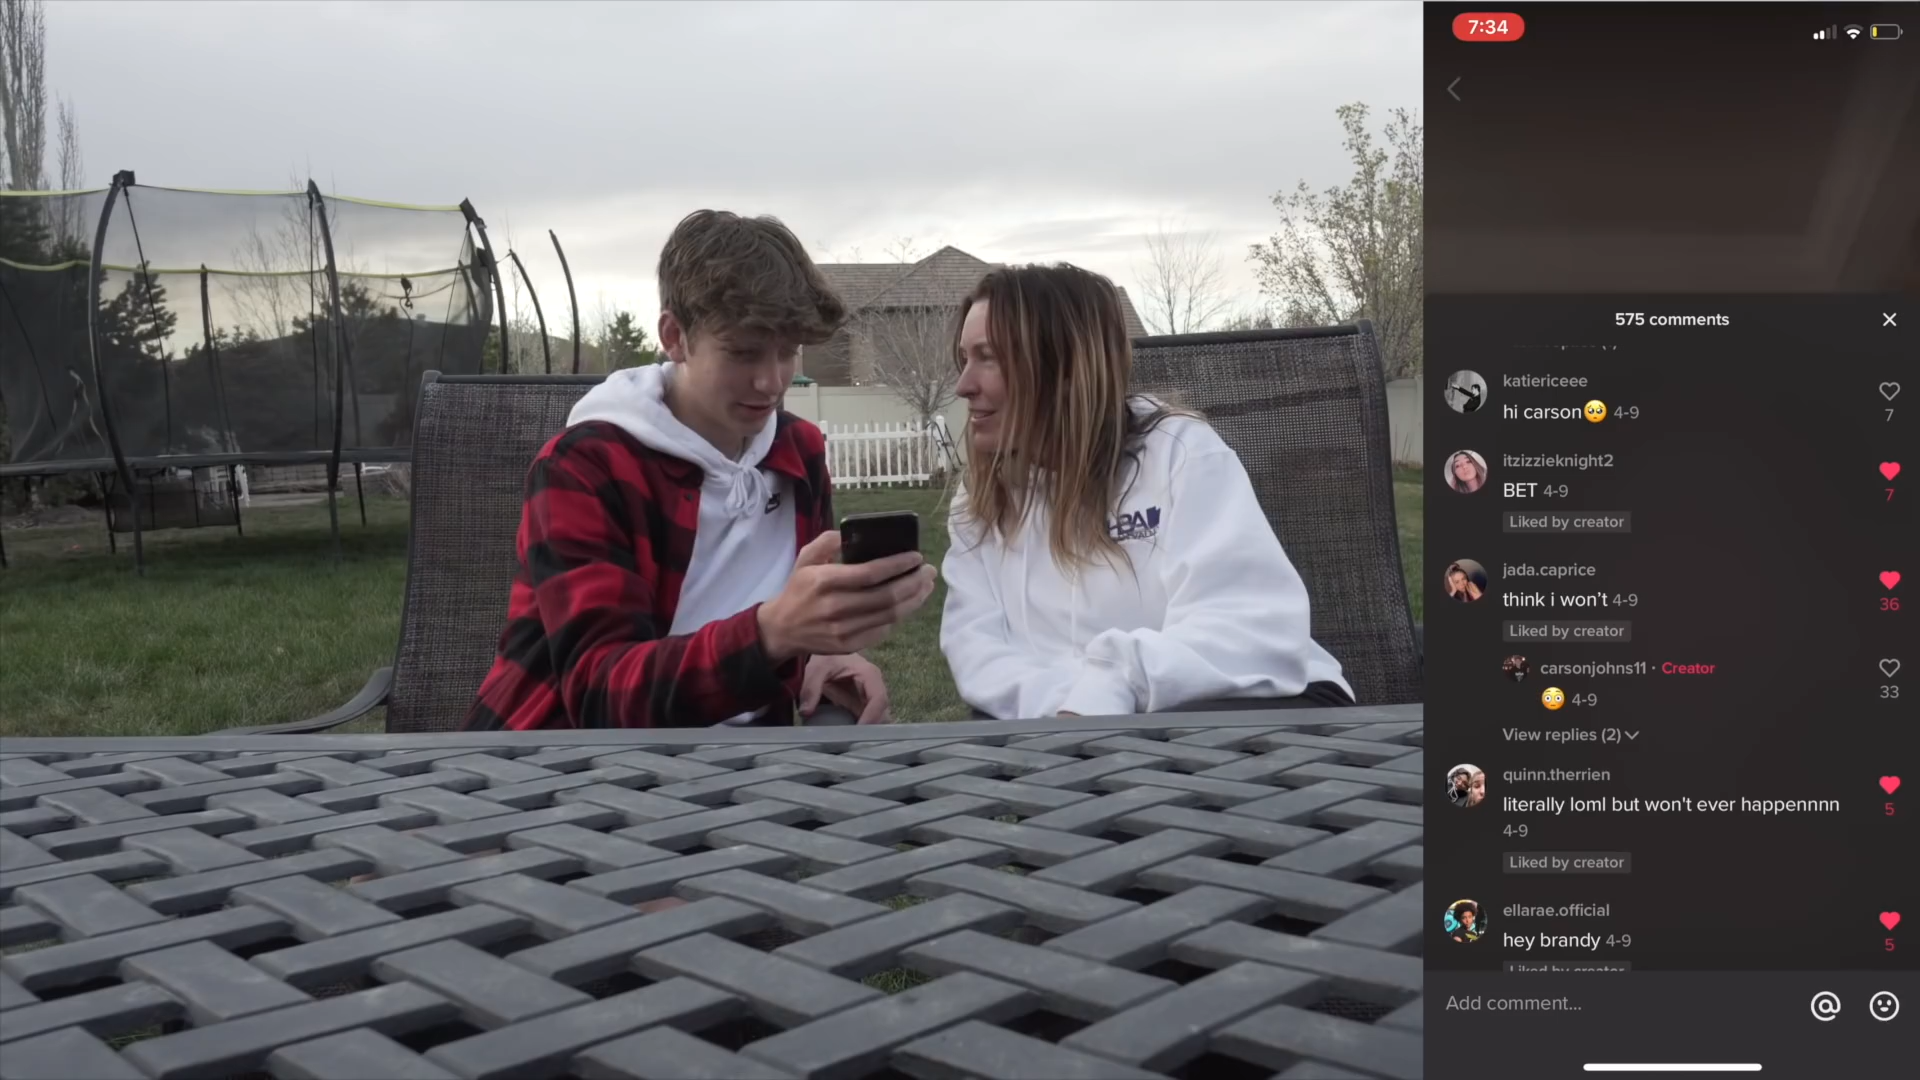 7:34
575 comments
katiericeee
hi carson🥺 4-9
7
itzizzieknight2
BET 4-9
7
Liked by creator
jada.caprice
think i won't 4-9
36
Liked by creator
carsonjohns11 · Creator
😳 4-9
33
View replies (2)
quinn.therrien
literally loml but won't ever happennnn
4-9
5
Liked by creator
ellarae.official
hey brandy 4-9
5
Liked by creator
Add comment...